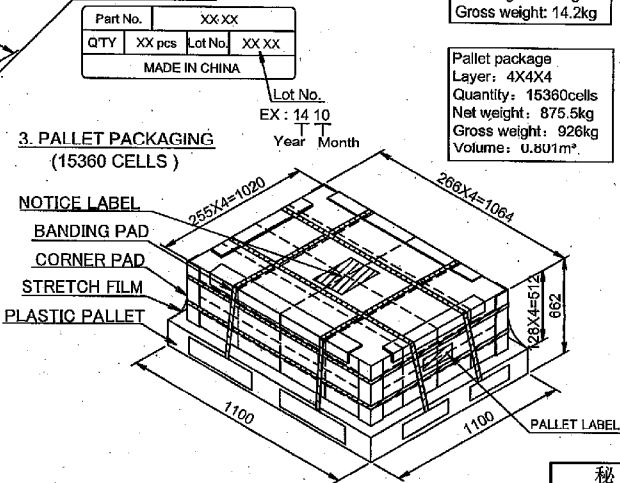 Gross weight: 14.2kg
Part No. XX-XX
Q'TY XX pcs Lot No. XX XX
MADE IN CHINA
Lot No.
EX : 14 10
Year Month
Pallet package
Layer: 4X4X4
Quantity: 15360cells
Net weight: 875.5kg
Gross weight: 926kg
Volume: 0.801m³
3. PALLET PACKAGING
(15360 CELLS )
255X4=1020
266X4=1064
NOTICE LABEL
BANDING PAD
CORNER PAD
STRETCH FILM
PLASTIC PALLET
128X4=512
662
1100
1100
PALLET LABEL
秘